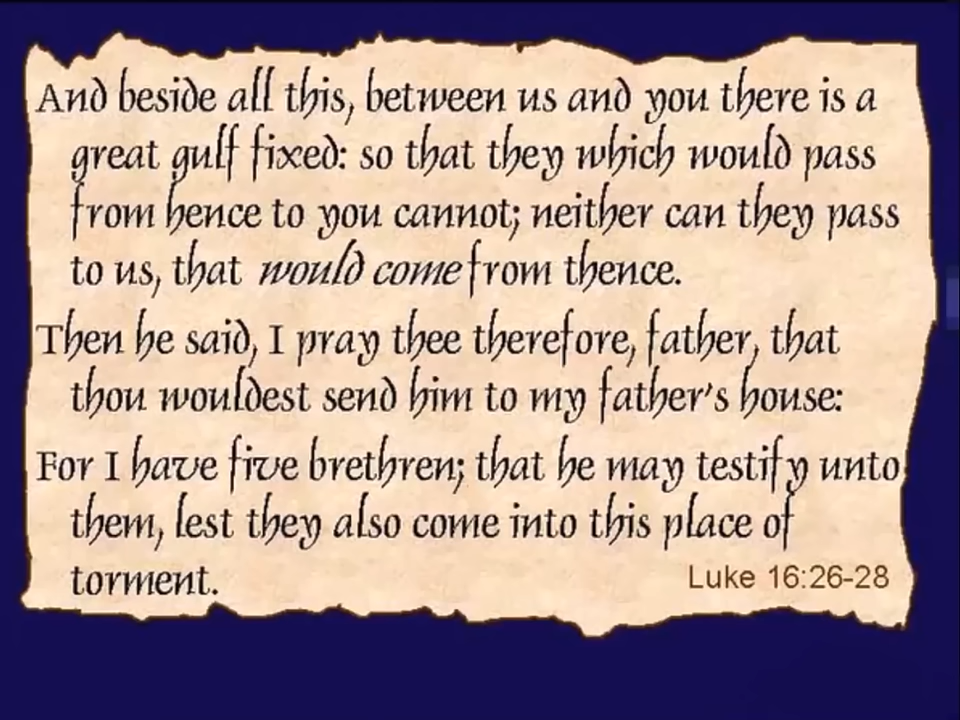 And beside all this, between us and you there is a
great gulf fixed: so that they which would pass
from hence to you cannot; neither can they pass
to us, that would come from thence.
Then he said, I pray thee therefore, father, that
thou wouldest send him to my father's house:
For I have five brethren; that he may testify unto
them, lest they also come into this place of
torment.
Luke 16:26-28